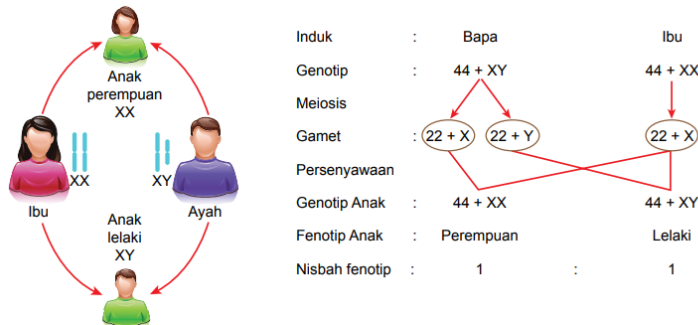 Anak
perempuan
XX
XX
XY
Ibu
Ayah
Anak
lelaki
XY
Induk : Bapa Ibu
Genotip : 44 + XY 44 + XX
Meiosis
Gamet : 22 + X 22 + Y 22 + X
Persenyawaan
Genotip Anak : 44 + XX 44 + XY
Fenotip Anak : Perempuan Lelaki
Nisbah fenotip : 1 : 1